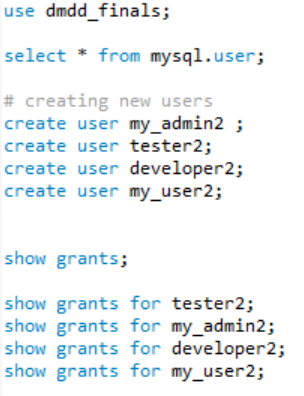 use dmdd_finals;
select * from mysql.user;
# creating new users
create user my_admin2 ;
create user tester2;
create user developer2;
create user my_user2;
show grants;
show grants for tester2;
show grants for my_admin2;
show grants for developer2;
show grants for my_user2;